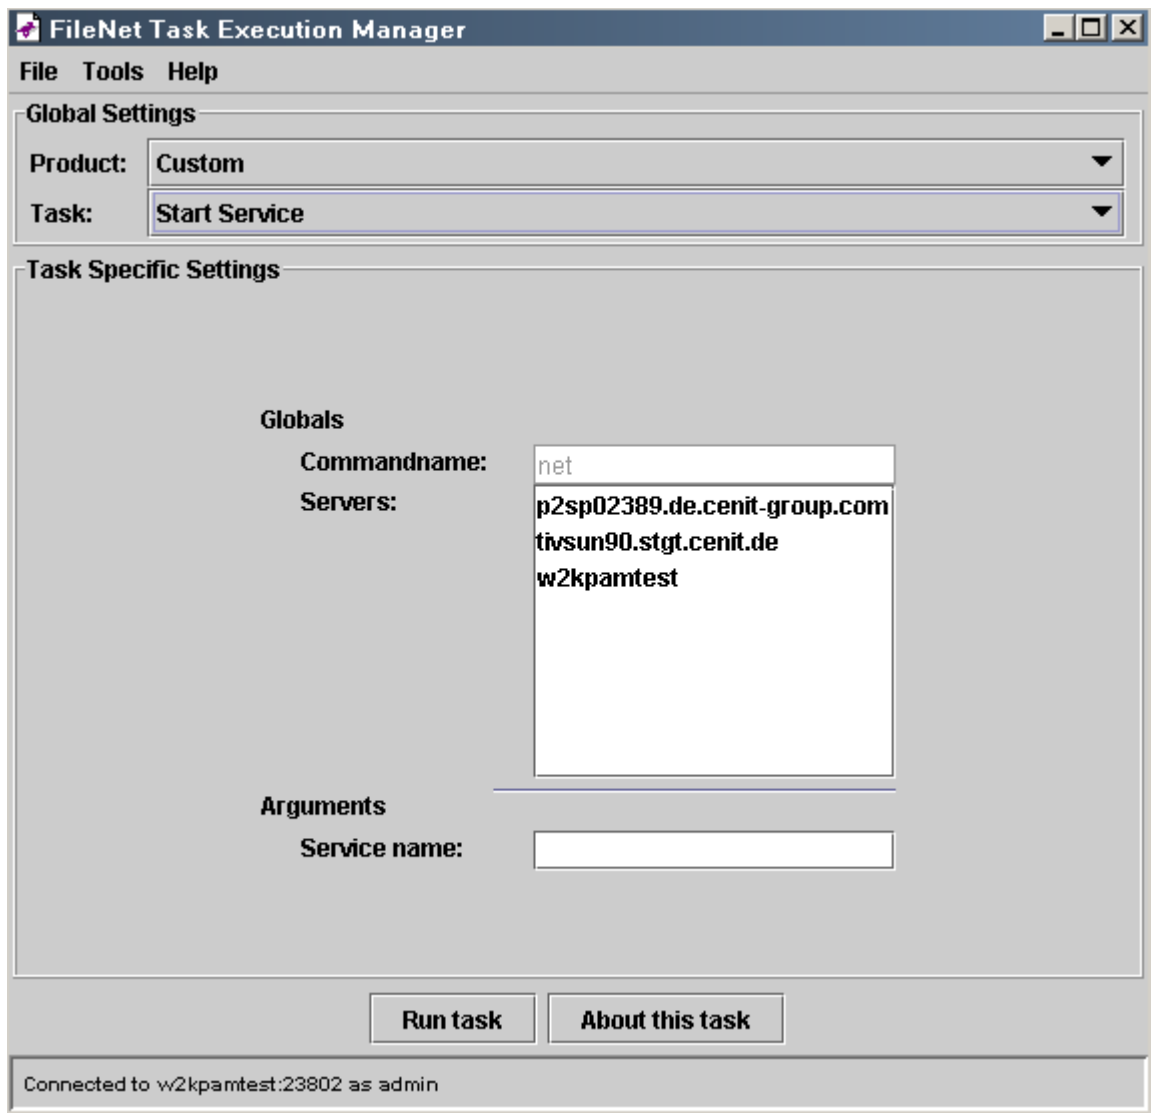 FileNet Task Execution Manager
File Tools Help
Global Settings
Product: Custom
Task: Start Service
Task Specific Settings
Globals
Commandname: net
Servers: p2sp02389.de.cenit-group.com
tivsun90.stgt.cenit.de
w2kpamtest
Arguments
Service name:
Run task About this task
Connected to w2kpamtest:23802 as admin